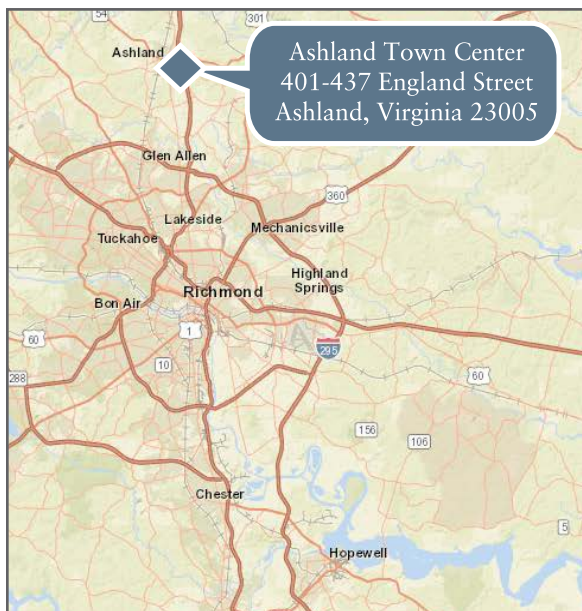 54
301
Ashland
Ashland Town Center
401-437 England Street
Ashland, Virginia 23005
Glen Allen
360
Lakeside
Mechanicsville
Tuckahoe
Highland
Springs
Richmond
Bon Air
1
60
295
10
288
60
156
106
Chester
5
Hopewell